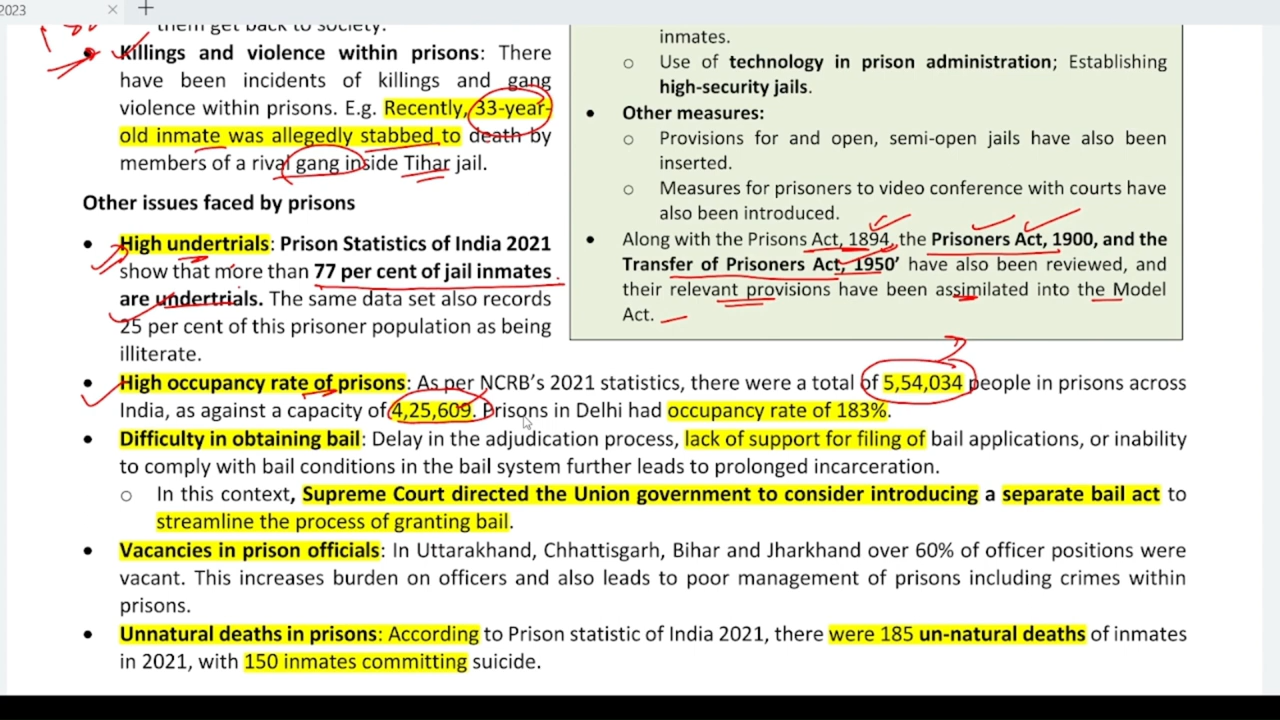 2023
them get back to society.
• Killings and violence within prisons: There
have been incidents of killings and gang
violence within prisons. E.g. Recently, 33-year-
old inmate was allegedly stabbed to death by
members of a rival gang inside Tihar jail.
Other issues faced by prisons
• High undertrials: Prison Statistics of India 2021
show that more than 77 per cent of jail inmates
are undertrials. The same data set also records
25 per cent of this prisoner population as being
illiterate.
inmates.
o Use of technology in prison administration; Establishing
high-security jails.
• Other measures:
o Provisions for and open, semi-open jails have also been
inserted.
o Measures for prisoners to video conference with courts have
also been introduced.
• Along with the Prisons Act, 1894, the Prisoners Act, 1900, and the
Transfer of Prisoners Act, 1950’ have also been reviewed, and
their relevant provisions have been assimilated into the Model
Act.
• High occupancy rate of prisons: As per NCRB’s 2021 statistics, there were a total of 5,54,034 people in prisons across
India, as against a capacity of 4,25,609. Prisons in Delhi had occupancy rate of 183%.
• Difficulty in obtaining bail: Delay in the adjudication process, lack of support for filing of bail applications, or inability
to comply with bail conditions in the bail system further leads to prolonged incarceration.
o In this context, Supreme Court directed the Union government to consider introducing a separate bail act to
streamline the process of granting bail.
• Vacancies in prison officials: In Uttarakhand, Chhattisgarh, Bihar and Jharkhand over 60% of officer positions were
vacant. This increases burden on officers and also leads to poor management of prisons including crimes within
prisons.
• Unnatural deaths in prisons: According to Prison statistic of India 2021, there were 185 un-natural deaths of inmates
in 2021, with 150 inmates committing suicide.